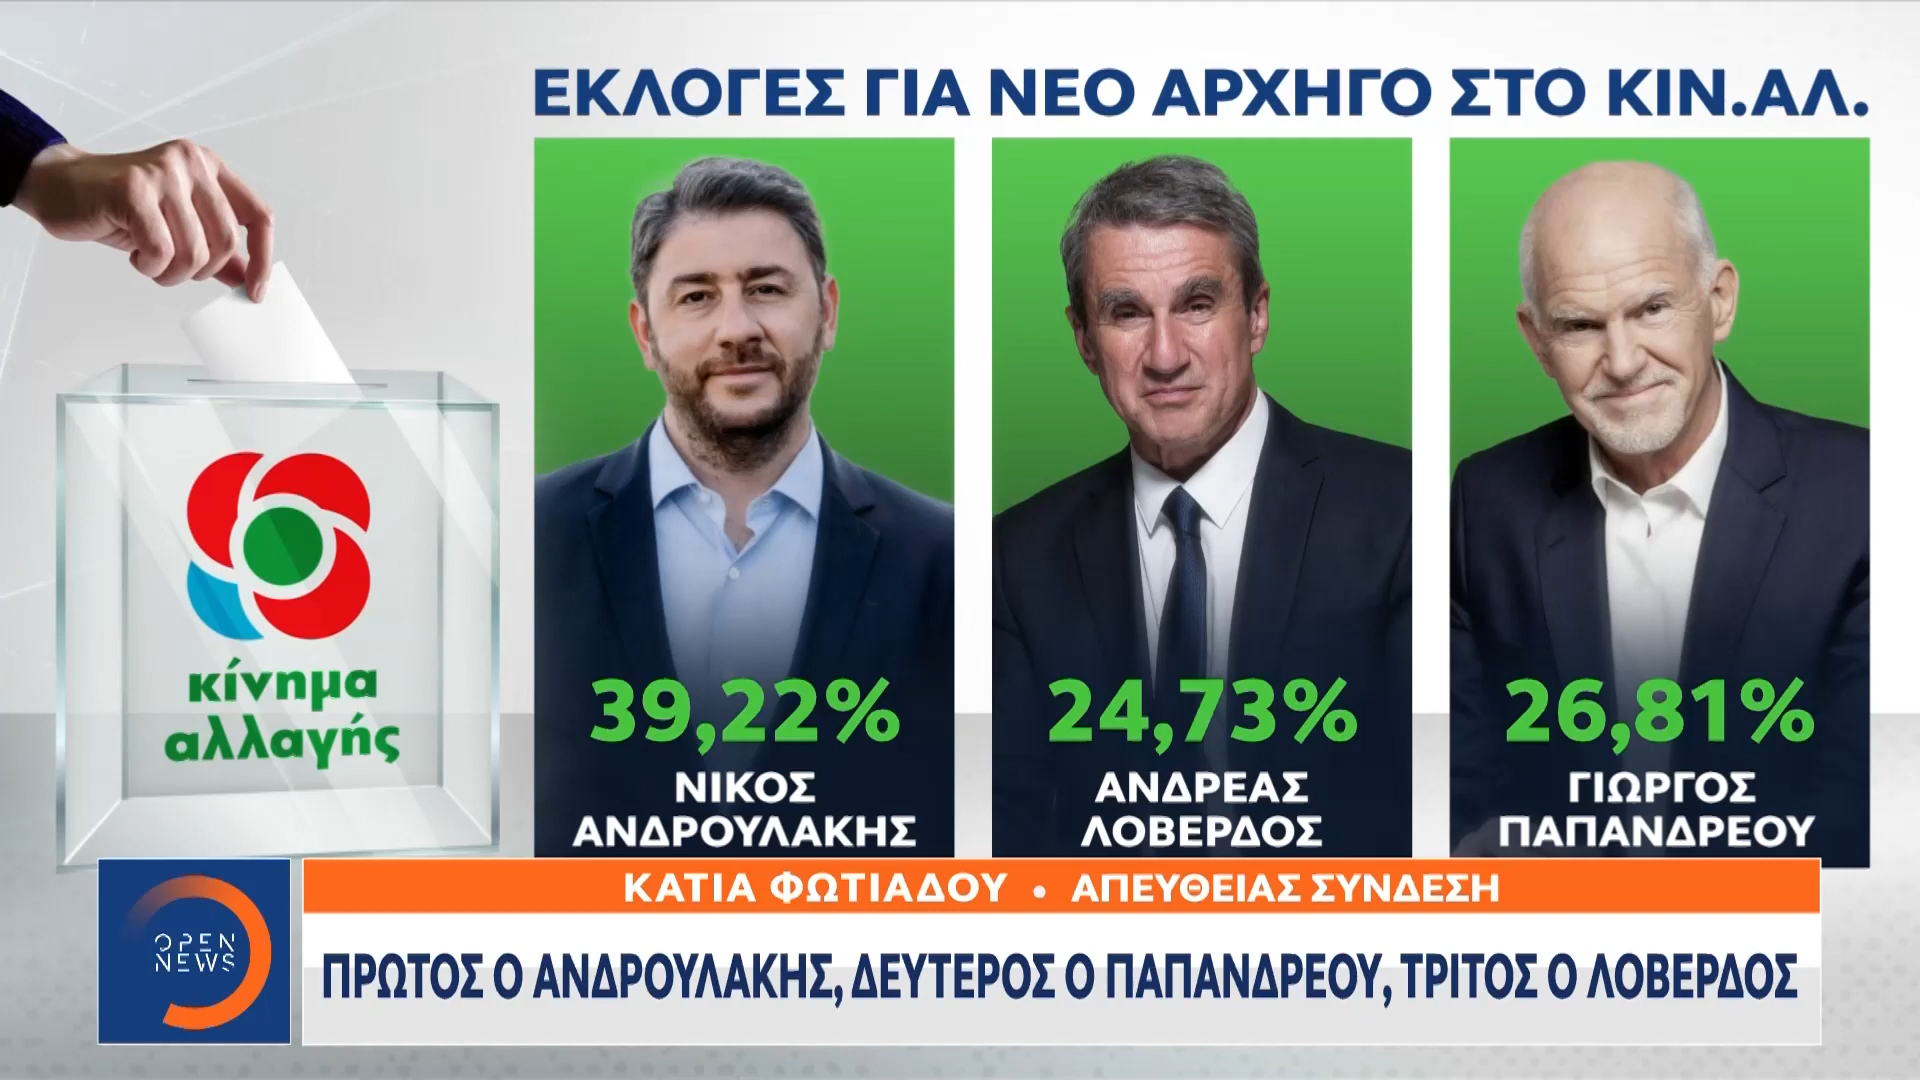 ΕΚΛΟΓΕΣ ΓΙΑ ΝΕΟ ΑΡΧΗΓΟ ΣΤΟ ΚΙΝ.ΑΛ.
κίνημα
αλλαγής
39,22%
ΝΙΚΟΣ
ΑΝΔΡΟΥΛΑΚΗΣ
24,73%
ΑΝΔΡΕΑΣ
ΛΟΒΕΡΔΟΣ
26,81%
ΓΙΩΡΓΟΣ
ΠΑΠΑΝΔΡΕΟΥ
ΚΑΤΙΑ ΦΩΤΙΑΔΟΥ • ΑΠΕΥΘΕΙΑΣ ΣΥΝΔΕΣΗ
OPEN
NEWS
ΠΡΩΤΟΣ Ο ΑΝΔΡΟΥΛΑΚΗΣ, ΔΕΥΤΕΡΟΣ Ο ΠΑΠΑΝΔΡΕΟΥ, ΤΡΙΤΟΣ Ο ΛΟΒΕΡΔΟΣ